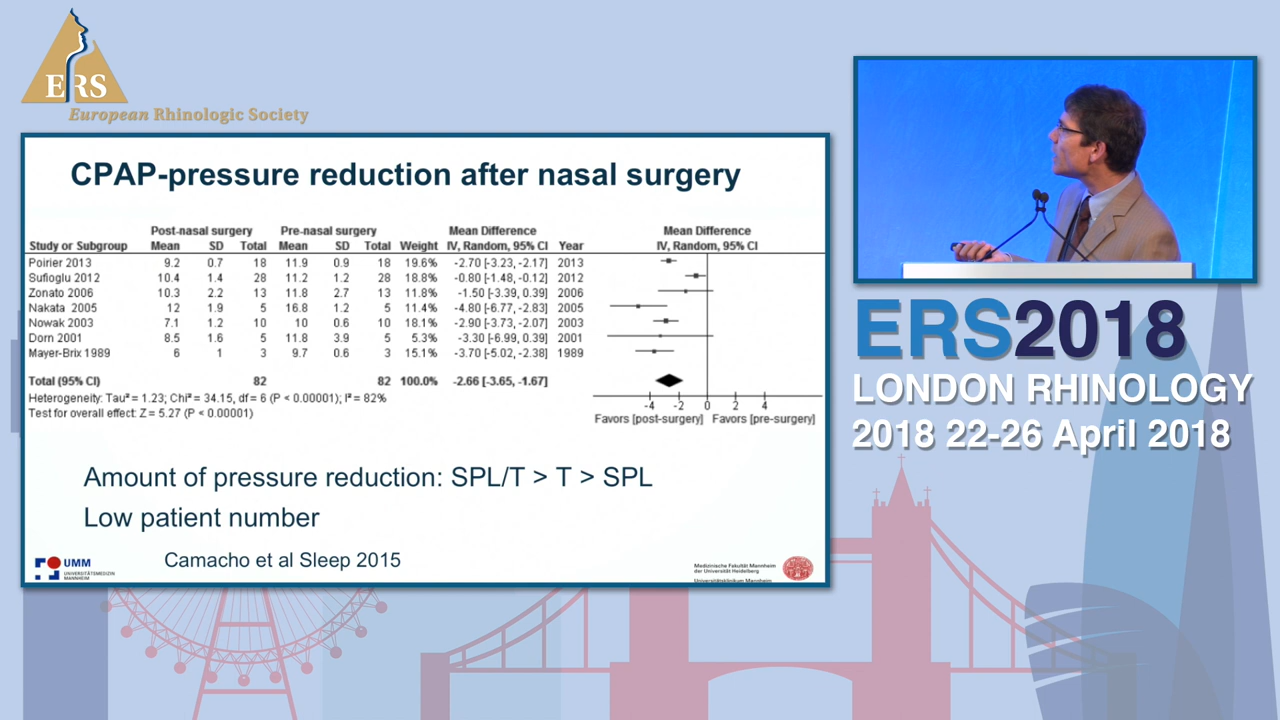 ERS
European Rhinologic Society
CPAP-pressure reduction after nasal surgery
Post-nasal surgery Pre-nasal surgery Mean Difference Mean Difference
Study or Subgroup Mean SD Total Mean SD Total Weight IV, Random, 95% CI Year IV, Random, 95% CI
Poirier 2013 9.2 0.7 18 11.9 0.9 18 19.6% -2.70 [-3.23, -2.17] 2013
Sufioglu 2012 10.4 1.4 28 11.2 1.2 28 18.8% -0.80 [-1.48, -0.12] 2012
Zonato 2006 10.3 2.2 13 11.8 2.7 13 11.8% -1.50 [-3.39, 0.39] 2006
Nakata 2005 12 1.9 5 16.8 1.2 5 11.4% -4.80 [-6.77, -2.83] 2005
Nowak 2003 7.1 1.2 10 10 0.6 10 18.1% -2.90 [-3.73, -2.07] 2003
Dorn 2001 8.5 1.6 5 11.8 3.9 5 5.3% -3.30 [-6.99, 0.39] 2001
Mayer-Brix 1989 6 1 3 9.7 0.6 3 15.1% -3.70 [-5.02, -2.38] 1989
Total (95% CI) 82 82 100.0% -2.66 [-3.65, -1.67]
Heterogeneity: Tau² = 1.23; Chi² = 34.15, df = 6 (P < 0.00001); I² = 82%
Test for overall effect: Z = 5.27 (P < 0.00001)
-4 -2 0 2 4
Favors [post-surgery] Favors [pre-surgery]
Amount of pressure reduction: SPL/T > T > SPL
Low patient number
Camacho et al Sleep 2015
UMM
UNIVERSITÄTSMEDIZIN
MANNHEIM
Medizinische Fakultät Mannheim
der Universität Heidelberg
Universitätsklinikum Mannheim
ERS2018
LONDON RHINOLOGY
2018 22-26 April 2018